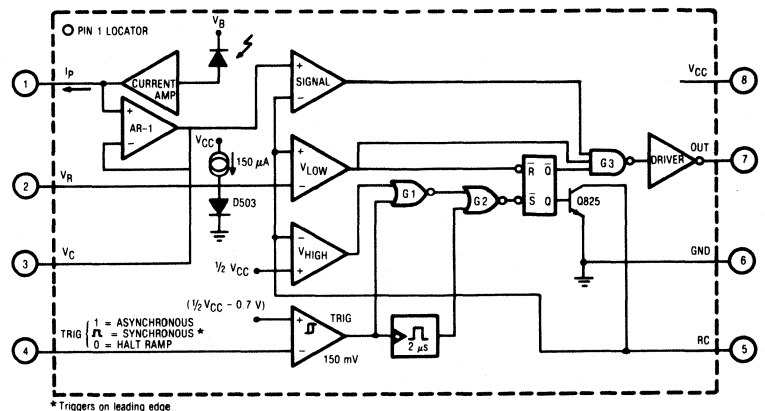 PIN 1 LOCATOR
V_B
1
I_P
CURRENT
AMP
+
SIGNAL
−
V_CC
8
+
AR-1
−
V_CC
150 μA
+
V_LOW
−
G3
DRIVER
OUT
7
2
V_R
D503
R̅ Q̅
S̅ Q
G1
G2
Q825
−
V_HIGH
+
3
V_C
½ V_CC
GND
6
(½ V_CC − 0.7 V)
TRIG
TRIG { 1 = ASYNCHRONOUS
= SYNCHRONOUS *
0 = HALT RAMP
+
−
150 mV
2 μs
RC
5
4
* Triggers on leading edge